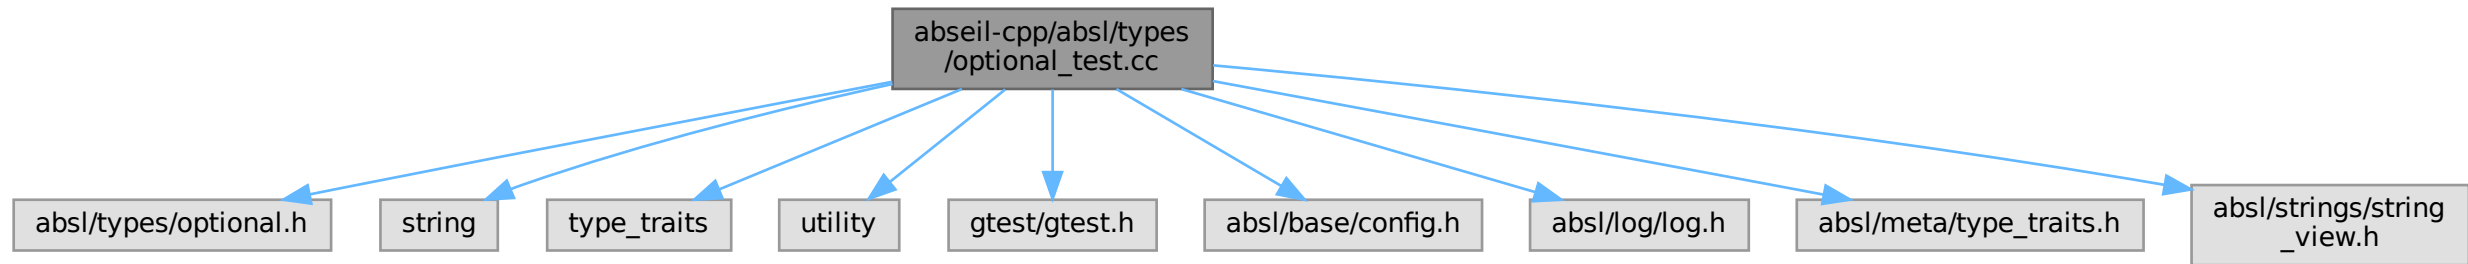 abseil-cpp/absl/types
/optional_test.cc
absl/types/optional.h
string
type_traits
utility
gtest/gtest.h
absl/base/config.h
absl/log/log.h
absl/meta/type_traits.h
absl/strings/string
_view.h